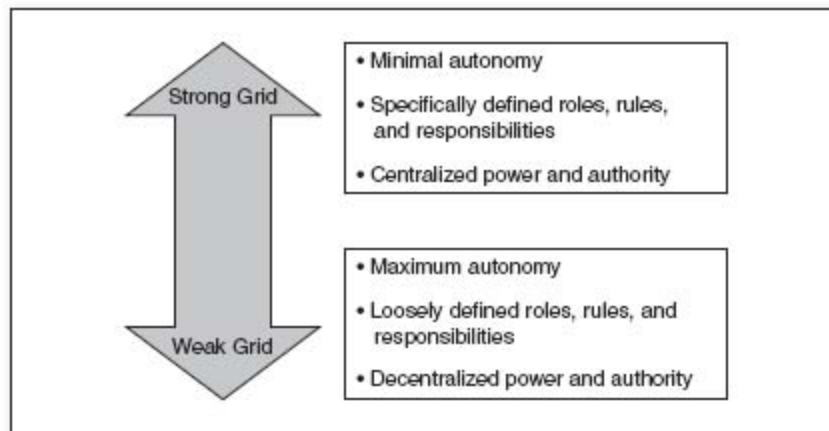 Strong Grid
• Minimal autonomy
• Specifically defined roles, rules,
and responsibilities
• Centralized power and authority
Weak Grid
• Maximum autonomy
• Loosely defined roles, rules, and
responsibilities
• Decentralized power and authority